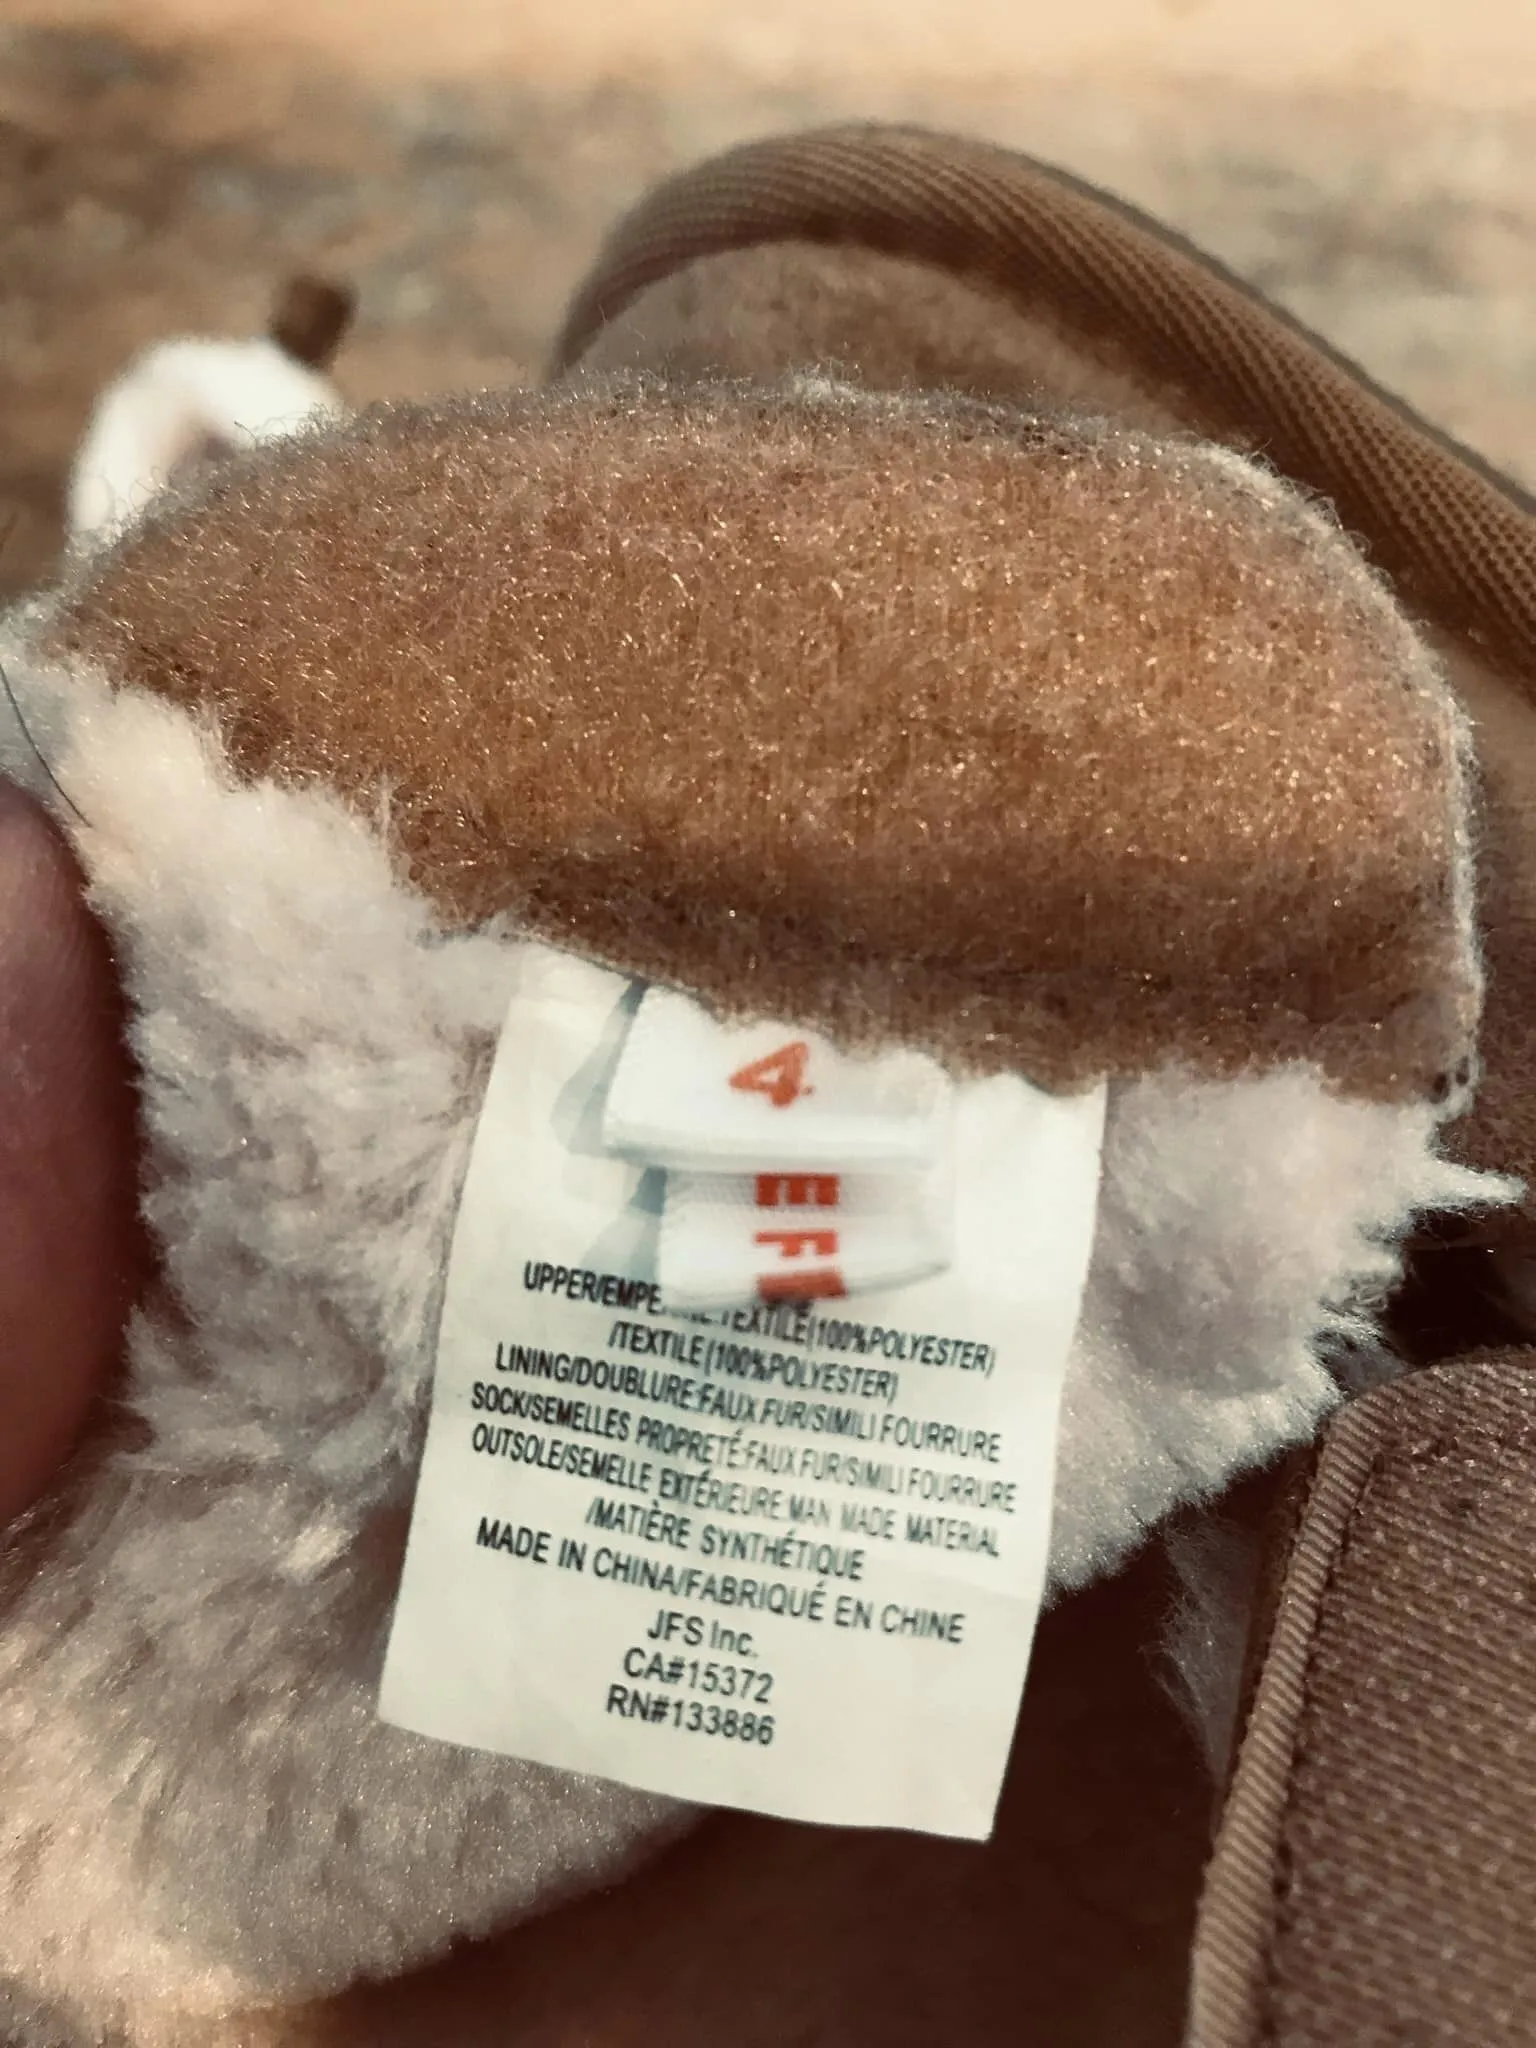 4
UPPER/EMPEIGNE:TEXTILE(100%POLYESTER)
/TEXTILE(100%POLYESTER)
LINING/DOUBLURE:FAUX FUR/SIMILI FOURRURE
SOCK/SEMELLES PROPRETÉ:FAUX FUR/SIMILI FOURRURE
OUTSOLE/SEMELLE EXTÉRIEURE:MAN MADE MATERIAL
/MATIÈRE SYNTHÉTIQUE
MADE IN CHINA/FABRIQUÉ EN CHINE
JFS Inc.
CA#15372
RN#133886